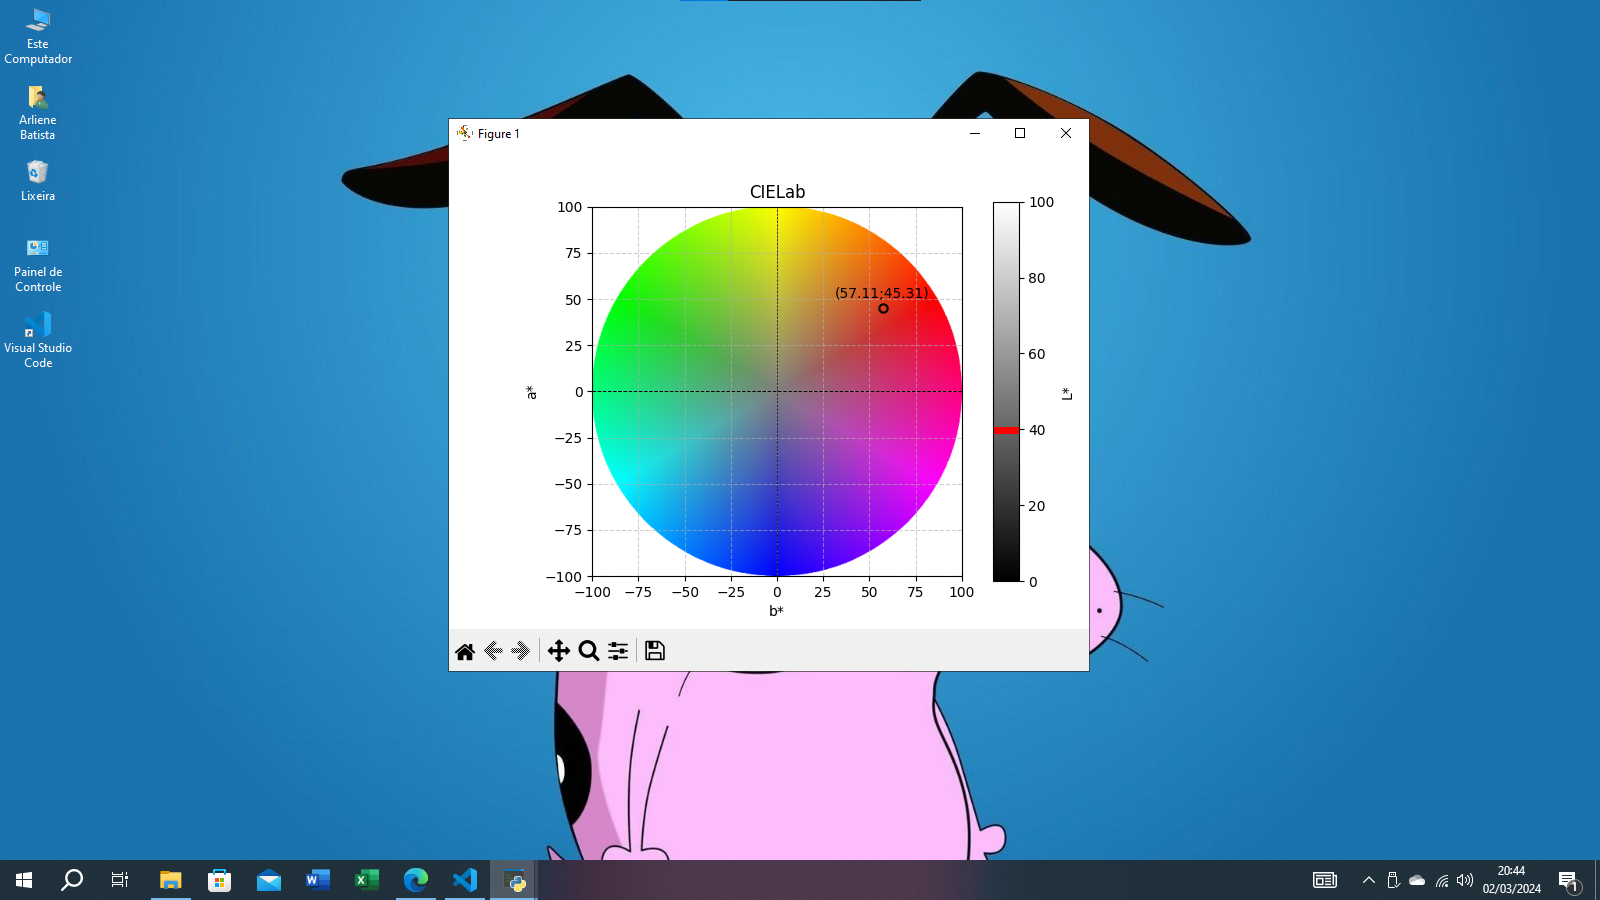 Este
Computador
Arliene
Batista
Lixeira
Painel de
Controle
Visual Studio
Code
Figure 1
CIELab
100
75
50
25
0
−25
−50
−75
−100
a*
(57.11;45.31)
−100
−75
−50
−25
0
25
50
75
100
b*
100
80
60
40
20
0
L*
20:44
02/03/2024
1